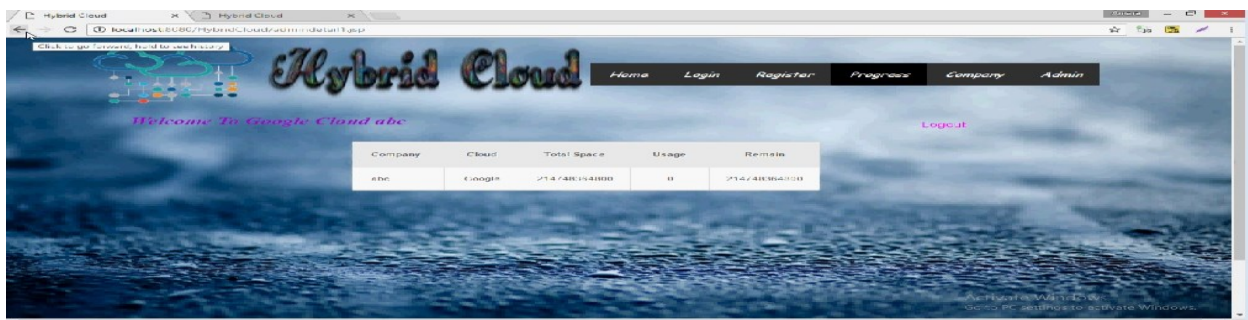 Hybrid Cloud Hybrid Cloud
localhost:8080/HybridCloud/admindetail1.jsp
Click to go forward, hold to see history
Hybrid Cloud Home Login Register Progress Company Admin
Welcome To Google Cloud abc Logout
Company Cloud Total Space Usage Remain
abc Google 214748364800 0 214748364800
Activate Windows
Go to PC settings to activate Windows.